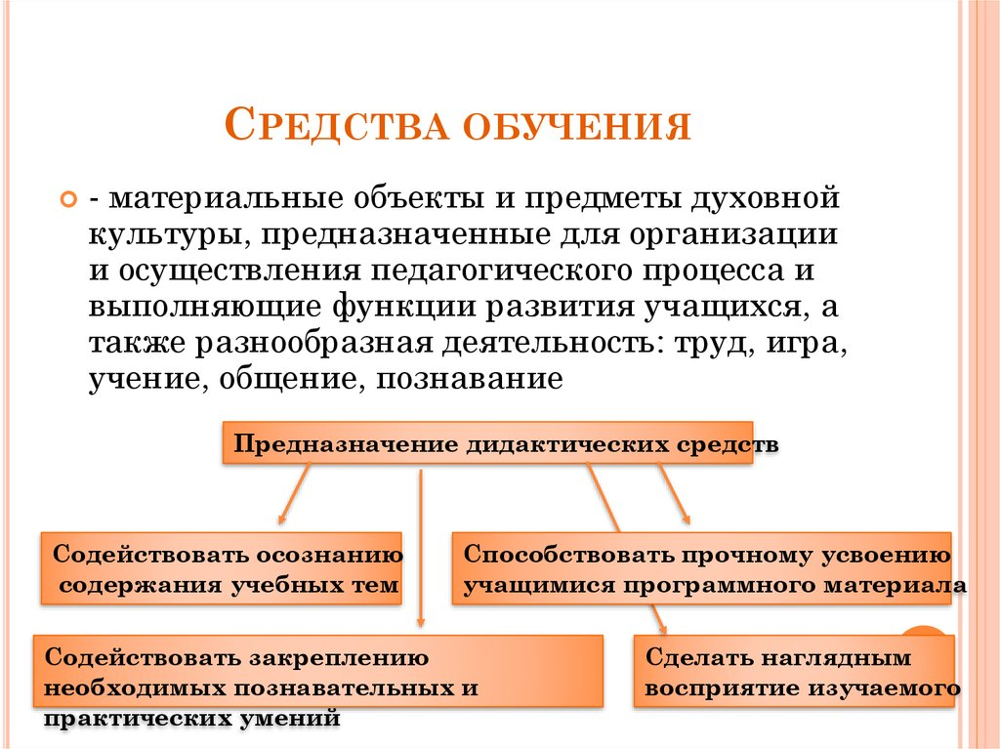 СРЕДСТВА ОБУЧЕНИЯ
- материальные объекты и предметы духовной
культуры, предназначенные для организации
и осуществления педагогического процесса и
выполняющие функции развития учащихся, а
также разнообразная деятельность: труд, игра,
учение, общение, познавание
Предназначение дидактических средств
Содействовать осознанию
содержания учебных тем
Способствовать прочному усвоению
учащимися программного материала
Содействовать закреплению
необходимых познавательных и
практических умений
Сделать наглядным
восприятие изучаемого